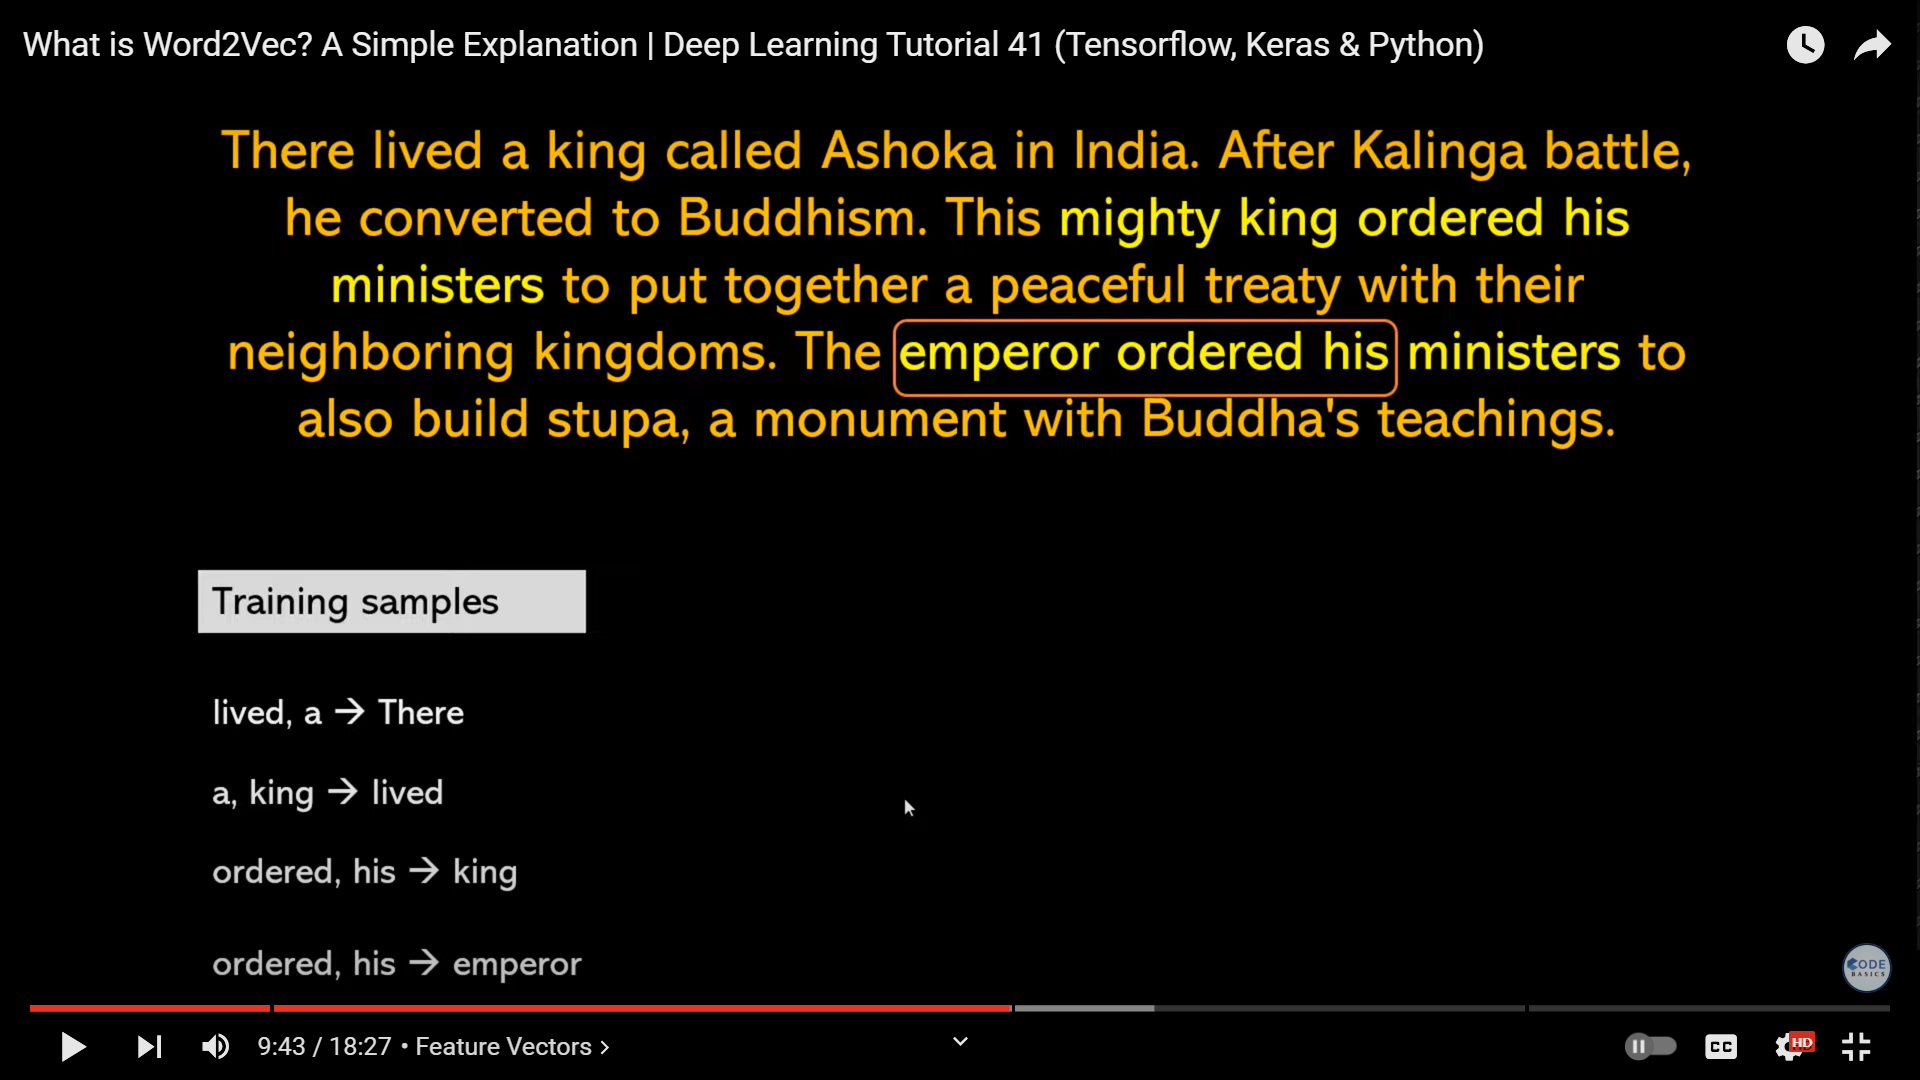 What is Word2Vec? A Simple Explanation | Deep Learning Tutorial 41 (Tensorflow, Keras & Python)
There lived a king called Ashoka in India. After Kalinga battle,
he converted to Buddhism. This mighty king ordered his
ministers to put together a peaceful treaty with their
neighboring kingdoms. The emperor ordered his ministers to
also build stupa, a monument with Buddha's teachings.
Training samples
lived, a → There
a, king → lived
ordered, his → king
ordered, his → emperor
CODE
BASICS
9:43 / 18:27 • Feature Vectors >
CC
HD